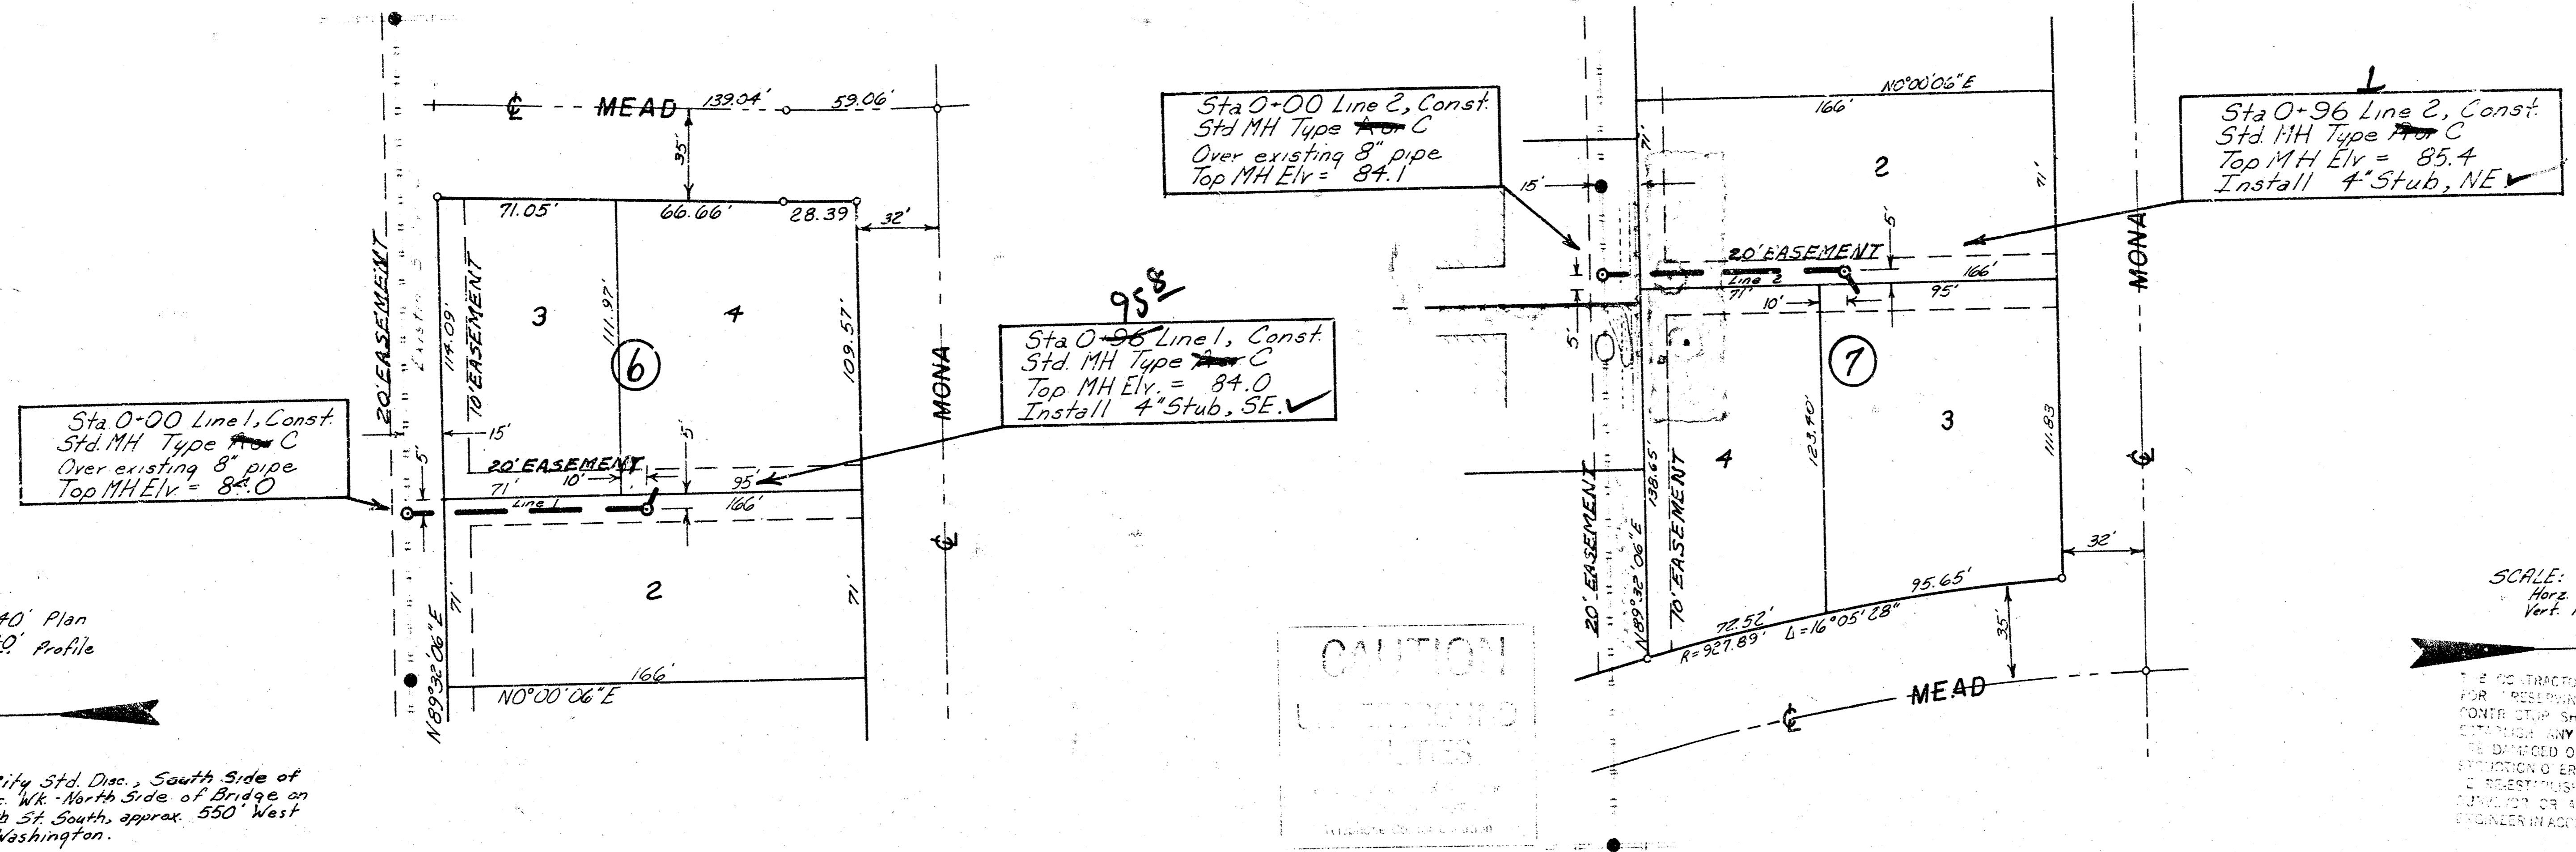 MEAD
139.04'
59.06'
35'
71.05'
66.66'
28.39
32'
20' EASEMENT
10' EASEMENT
114.09'
3
111.97'
4
6
109.57'
MONA
95⁸
Sta 0+96 Line 1, Const.
Std. MH Type C
Top MH Elv. = 84.0
Install 4" Stub, SE.
Sta 0+00 Line 1, Const.
Std. MH Type C
Over existing 8" pipe
Top MH Elv =
15'
5'
20' EASEMENT
71'
10'
5'
95'
Line 1
166'
2
71'
71'
N89°32'06"E
166'
N0°00'06"E
40' Plan
Profile
City Std. Disc., South Side of
Wk. - North Side of Bridge on
St. South, approx. 550' West
Washington.
Sta 0+00 Line 2, Const.
Std MH Type C
Over existing 8" pipe
Top MH Elv = 84.1
N0°00'06"E
166'
2
71'
71'
Sta 0+96 Line 2, Const.
Std. MH Type C
Top MH Elv = 85.4
Install 4" Stub, NE.
15'
5'
20' EASEMENT
Line 2
166'
71'
10'
95'
5'
7
MONA
123.40'
3
4
111.83
138.65'
20' EASEMENT
10' EASEMENT
N89°32'06"E
72.52'
95.65'
R=927.89'
Δ=16°05'28"
35'
32'
MEAD
CAUTION
SCALE:
Horz.
Vert.